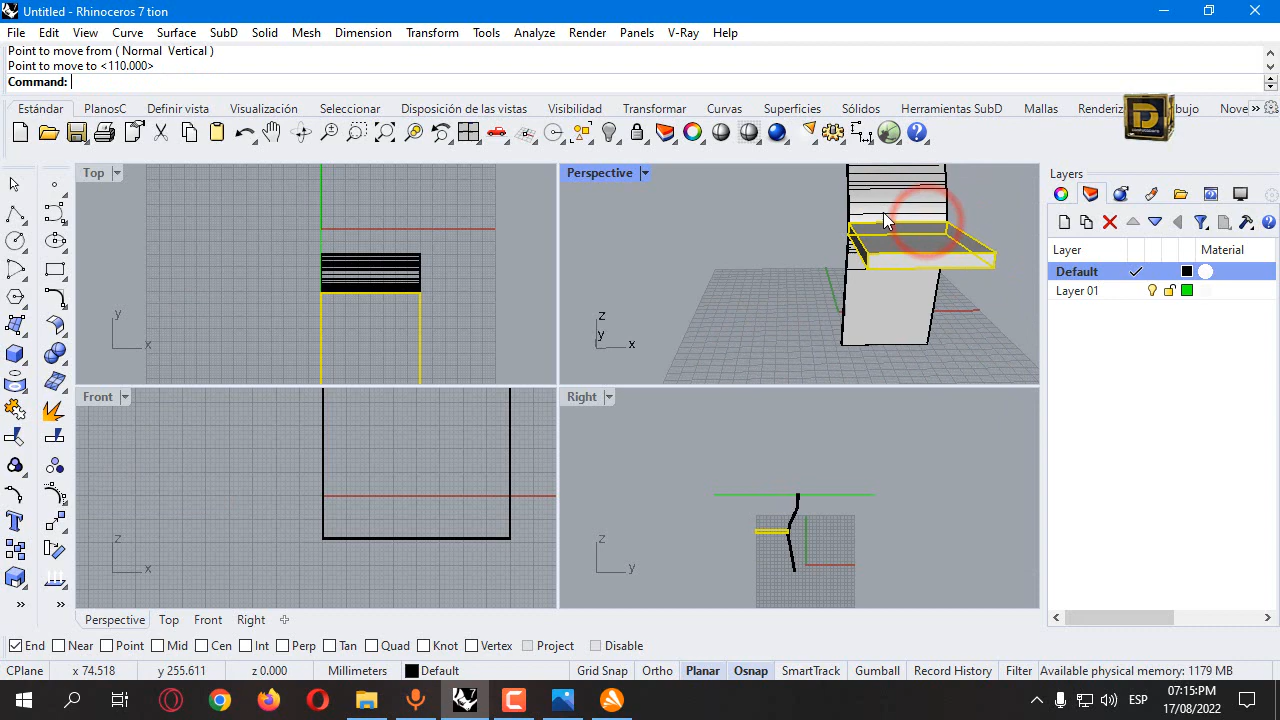 Untitled - Rhinoceros 7 tion
File Edit View Curve Surface SubD Solid Mesh Dimension Transform Tools Analyze Render Panels V-Ray Help
Point to move from ( Normal Vertical )
Point to move to <110.000>
Command:
Estándar PlanosC Definir vista Visualización Seleccionar Disposición de las vistas Visibilidad Transformar Curvas Superficies Sólidos Herramientas SubD Mallas
Top
Perspective
y
x
z
y
x
Front
Right
z
x
z
y
Perspective Top Front Right
Layers
Layer Material
Default
Layer 01
End Near Point Mid Cen Int Perp Tan Quad Knot Vertex Project Disable
CPlane x 74.518 y 255.611 z 0.000 Millimeters Default Grid Snap Ortho Planar Osnap SmartTrack Gumball Record History Filter Available physical memory: 1179 MB
ESP
07:15:PM
17/08/2022